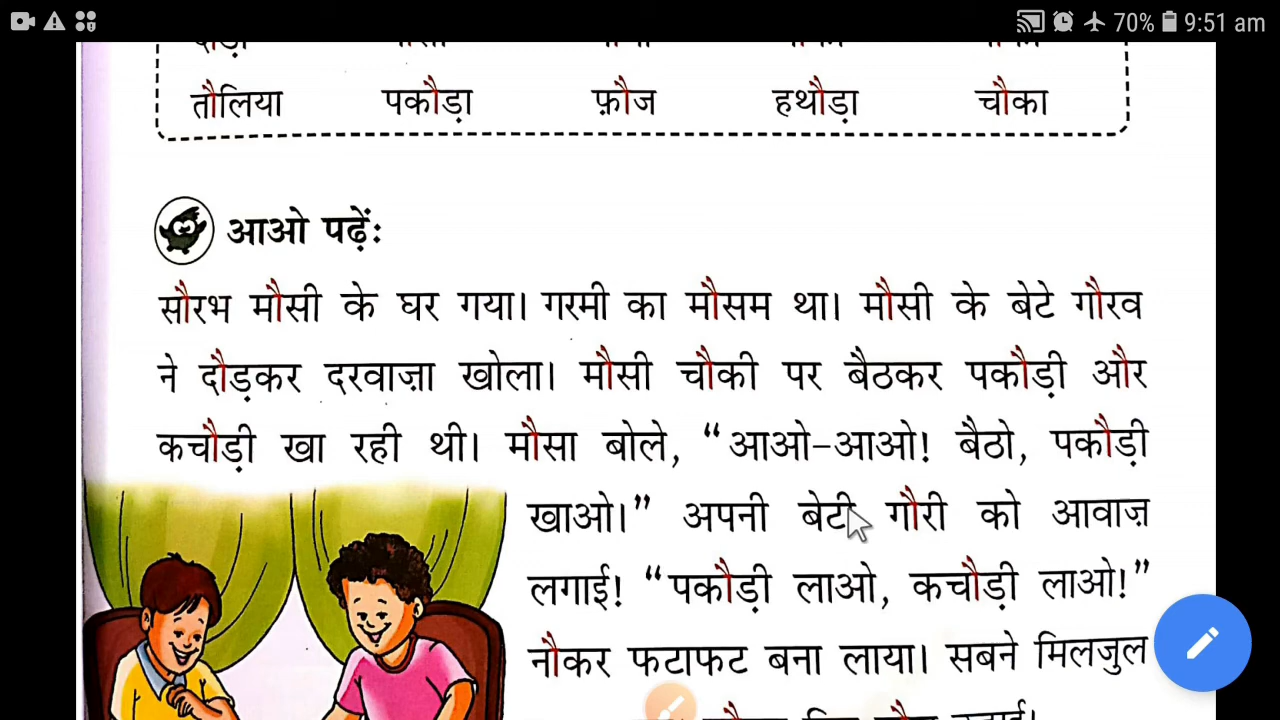 70% 9:51 am
तौलिया पकौड़ा फ़ौज हथौड़ा चौका
आओ पढ़ें:
सौरभ मौसी के घर गया। गरमी का मौसम था। मौसी के बेटे गौरव
ने दौड़कर दरवाज़ा खोला। मौसी चौकी पर बैठकर पकौड़ी और
कचौड़ी खा रही थी। मौसा बोले, “आओ-आओ! बैठो, पकौड़ी
खाओ।” अपनी बेटी गौरी को आवाज़
लगाई! “पकौड़ी लाओ, कचौड़ी लाओ!”
नौकर फटाफट बना लाया। सबने मिलजुल